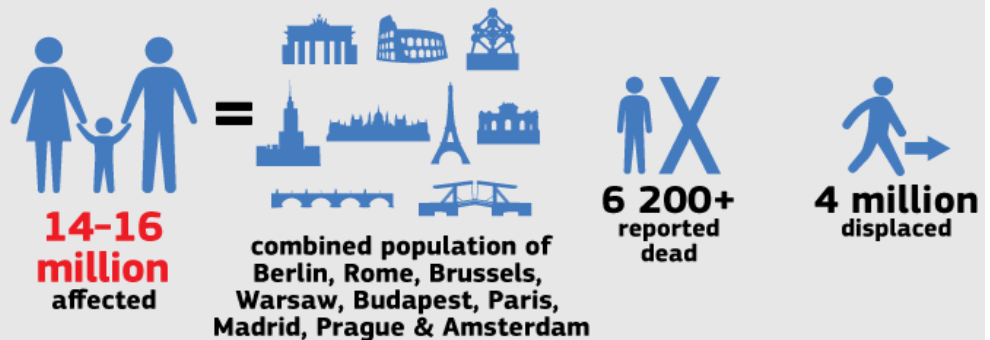 14-16
million
affected
=
combined population of
Berlin, Rome, Brussels,
Warsaw, Budapest, Paris,
Madrid, Prague & Amsterdam
6 200+
reported
dead
4 million
displaced